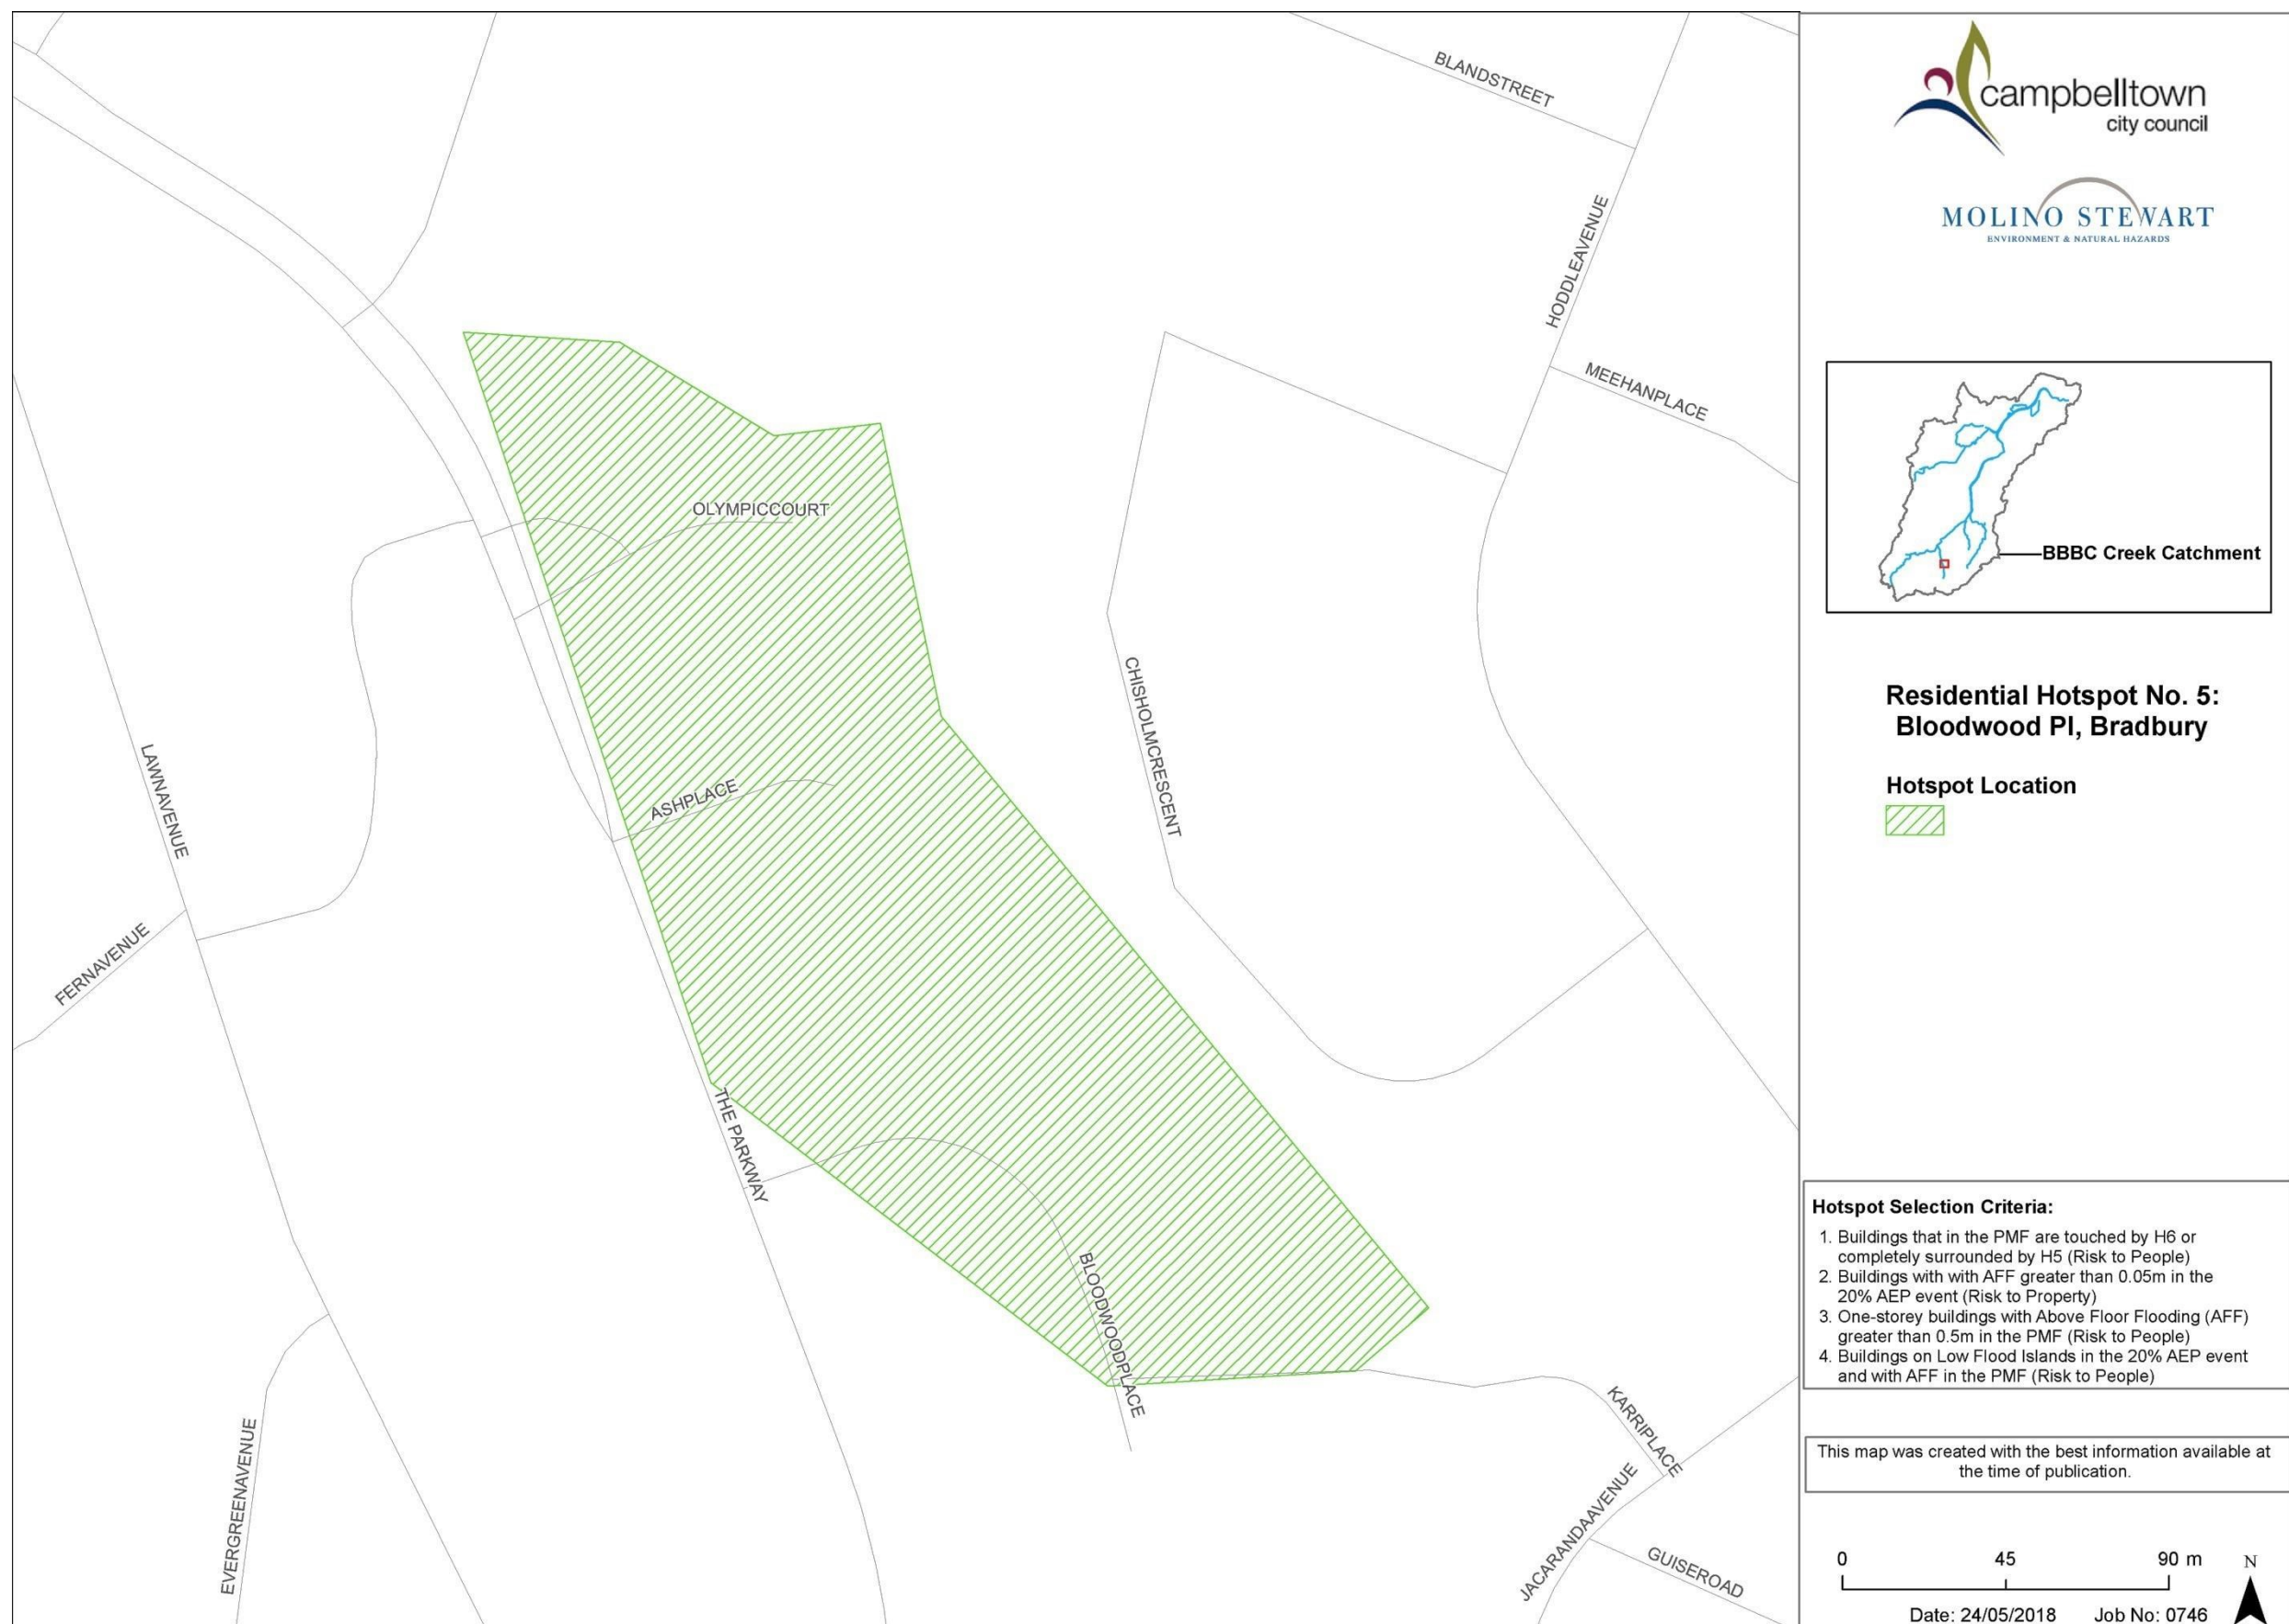 BLANDSTREET
HODDLEAVENUE
MEEHANPLACE
OLYMPICCOURT
CHISHOLMCRESCENT
LAWNAVENUE
ASHPLACE
FERNAVENUE
THE PARKWAY
BLOODWOODPLACE
KARRIPLACE
EVERGREENAVENUE
JACARANDAAVENUE
GUISEROAD
campbelltown
city council
MOLINO STEWART
ENVIRONMENT & NATURAL HAZARDS
BBBC Creek Catchment
Residential Hotspot No. 5:
Bloodwood Pl, Bradbury
Hotspot Location
Hotspot Selection Criteria:
1. Buildings that in the PMF are touched by H6 or
completely surrounded by H5 (Risk to People)
2. Buildings with with AFF greater than 0.05m in the
20% AEP event (Risk to Property)
3. One-storey buildings with Above Floor Flooding (AFF)
greater than 0.5m in the PMF (Risk to People)
4. Buildings on Low Flood Islands in the 20% AEP event
and with AFF in the PMF (Risk to People)
This map was created with the best information available at
the time of publication.
0 45 90 m N
Date: 24/05/2018 Job No: 0746